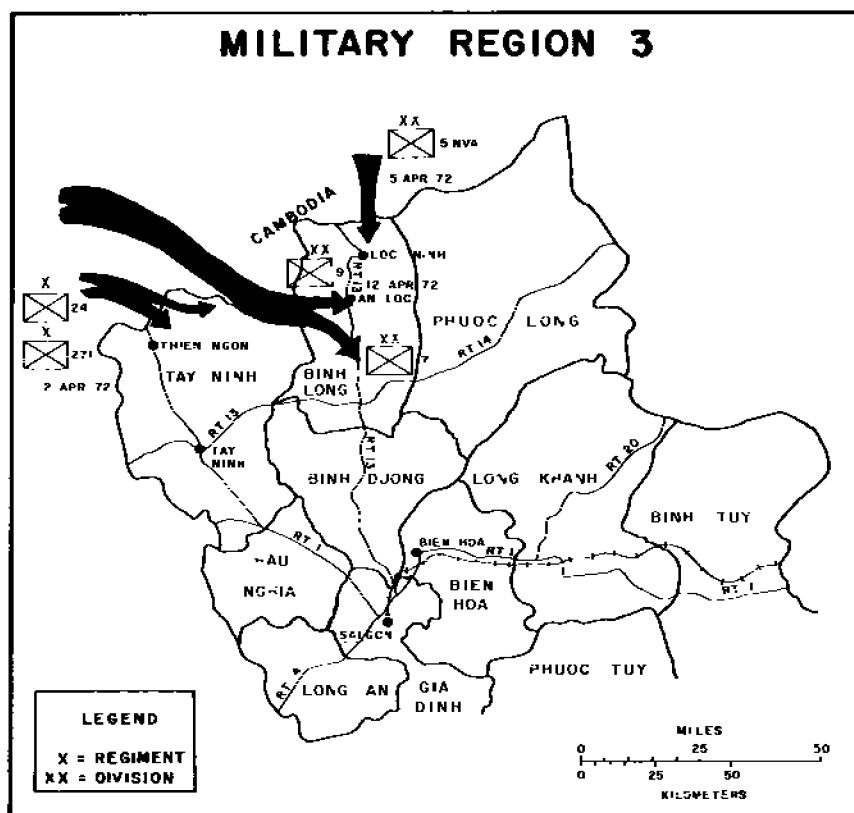 MILITARY REGION 3
XX
5 NVA
5 APR 72
CAMBODIA
LOC NINH
XX
9
RT 13
12 APR 72
AN LOC
X
24
X
271
2 APR 72
THIEN NGON
TAY NINH
BINH
LONG
XX
7
PHUOC LONG
RT 14
RT 13
TAY
NINH
RT 13
BINH DUONG
LONG KHANH
RT 20
BINH TUY
RT 1
HAU
NGHIA
BIEN HOA
RT 1
BIEN
HOA
RT 1
SAIGON
RT 4
LONG AN
GIA
DINH
PHUOC TUY
LEGEND
X = REGIMENT
XX = DIVISION
MILES
0 25 50
0 25 50
KILOMETERS